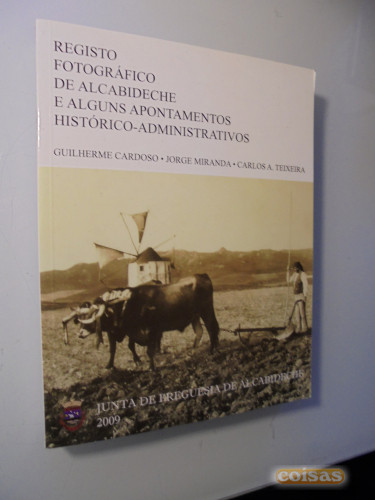 REGISTO
FOTOGRÁFICO
DE ALCABIDECHE
E ALGUNS APONTAMENTOS
HISTÓRICO-ADMINISTRATIVOS
GUILHERME CARDOSO • JORGE MIRANDA • CARLOS A. TEIXEIRA
JUNTA DE FREGUESIA DE ALCABIDECHE
2009
coisas